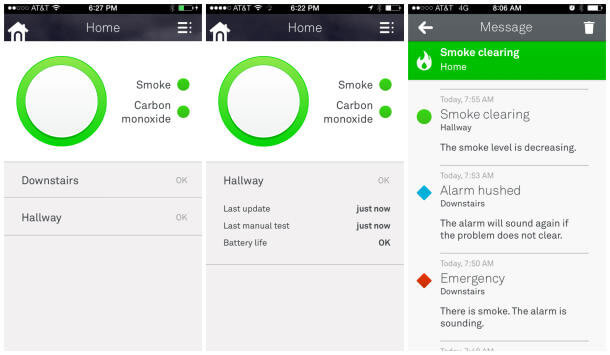 AT&T 6:27 PM
Home
Smoke
Carbon
monoxide
Downstairs OK
Hallway OK
AT&T 6:22 PM
Home
Smoke
Carbon
monoxide
Hallway OK
Last update just now
Last manual test just now
Battery life OK
AT&T 4G 8:06 AM
Message
Smoke clearing
Home
Today, 7:55 AM
Smoke clearing
Hallway
The smoke level is decreasing.
Today, 7:53 AM
Alarm hushed
Downstairs
The alarm will sound again if
the problem does not clear.
Today, 7:50 AM
Emergency
Downstairs
There is smoke. The alarm is
sounding.